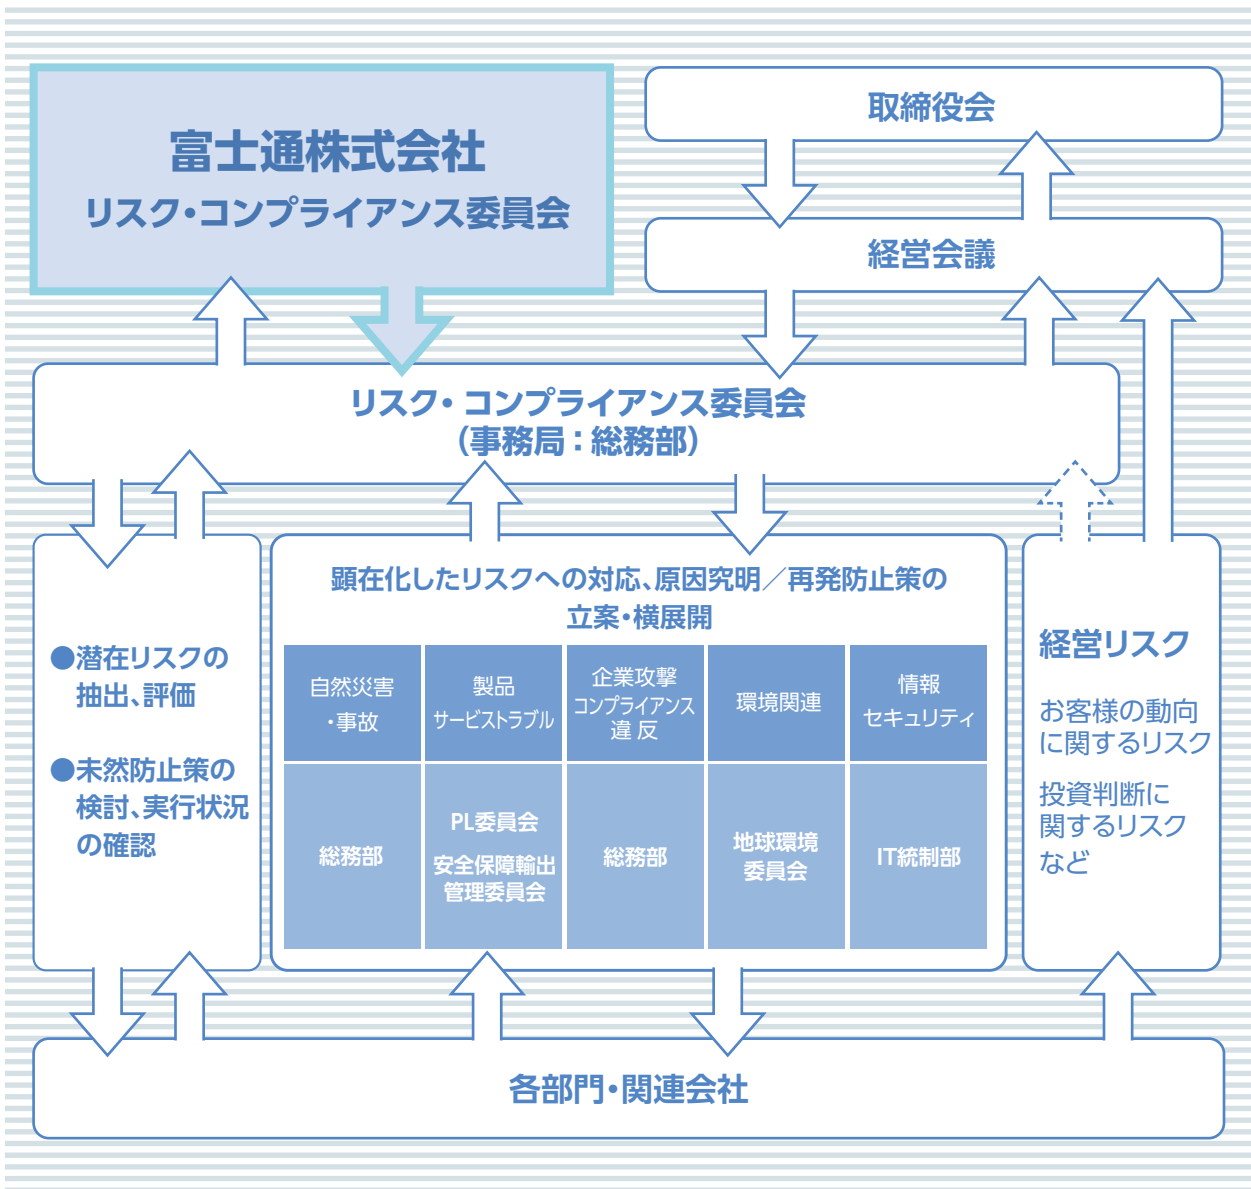 富士通株式会社
リスク・コンプライアンス委員会
取締役会
経営会議
リスク・コンプライアンス委員会
（事務局：総務部）
●潜在リスクの
抽出、評価
●未然防止策の
検討、実行状況
の確認
顕在化したリスクへの対応、原因究明／再発防止策の
立案・横展開
自然災害
・事故
製品
サービストラブル
企業攻撃
コンプライアンス
違反
環境関連
情報
セキュリティ
総務部
PL委員会
安全保障輸出
管理委員会
総務部
地球環境
委員会
IT統制部
経営リスク
お客様の動向
に関するリスク
投資判断に
関するリスク
など
各部門・関連会社